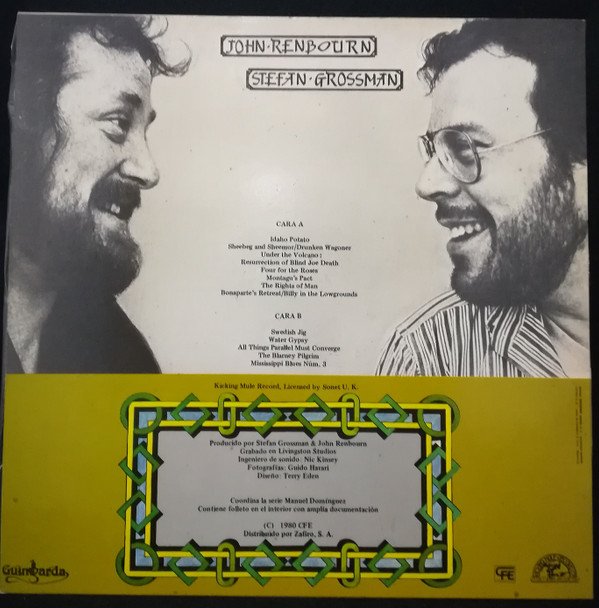 JOHN·RENBOURN
STEFAN·GROSSMAN
CARA A
Idaho Potato
Sheebeg and Sheemor/Drunken Wagoner
Under the Volcano:
Resurrection of Blind Joe Death
Four for the Roses
Montagu's Pact
The Rights of Man
Bonaparte's Retreat/Billy in the Lowgrounds
CARA B
Swedish Jig
Water Gypsy
All Things Parallel Must Converge
The Blarney Pilgrim
Mississippi Blues Núm. 3
Kicking Mule Record, Licensed by Sonet U. K.
Producido por Stefan Grossman & John Renbourn
Grabado en Livingston Studios
Ingeniero de sonido: Nic Kinsey
Fotografías: Guido Harari
Diseño: Terry Eden
Coordina la serie Manuel Domínguez
Contiene folleto en el interior con amplia documentación
(C) 1980 CFE
Distribuido por Zafiro, S. A.
Guimbarda
CFE